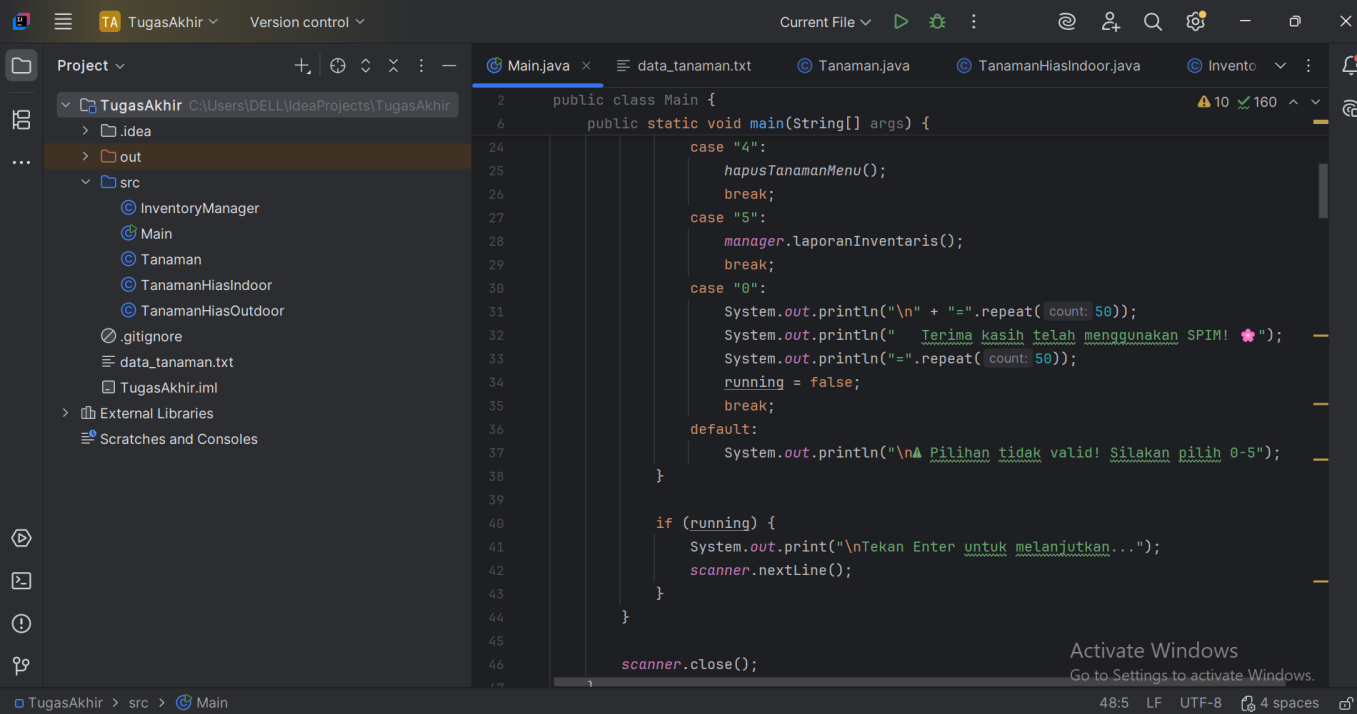 TA TugasAkhir Version control Current File
Project
Main.java data_tanaman.txt Tanaman.java TanamanHiasIndoor.java Invento
TugasAkhir C:\Users\DELL\IdeaProjects\TugasAkhir
.idea
out
src
InventoryManager
Main
Tanaman
TanamanHiasIndoor
TanamanHiasOutdoor
.gitignore
data_tanaman.txt
TugasAkhir.iml
External Libraries
Scratches and Consoles
10 160
2 public class Main {
6 public static void main(String[] args) {
24 case "4":
25 hapusTanamanMenu();
26 break;
27 case "5":
28 manager.laporanInventaris();
29 break;
30 case "0":
31 System.out.println("\n" + "=".repeat( count: 50));
32 System.out.println("   Terima kasih telah menggunakan SPIM! 🌸");
33 System.out.println("=".repeat( count: 50));
34 running = false;
35 break;
36 default:
37 System.out.println("\n⚠ Pilihan tidak valid! Silakan pilih 0-5");
38 }
39
40 if (running) {
41 System.out.print("\nTekan Enter untuk melanjutkan...");
42 scanner.nextLine();
43 }
44 }
45
46 scanner.close();
Activate Windows
Go to Settings to activate Windows.
TugasAkhir src Main 48:5 LF UTF-8 4 spaces